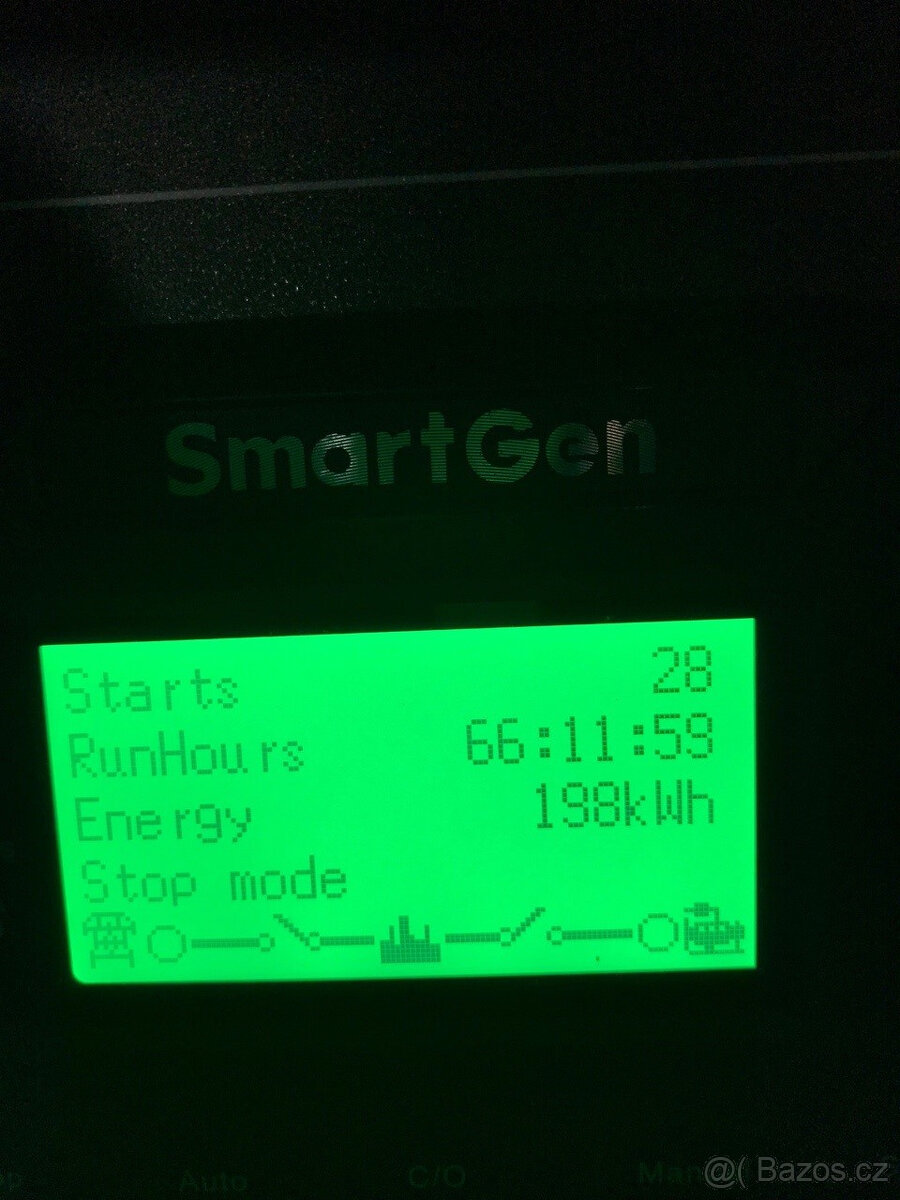 SmartGen
Starts 28
RunHours 66:11:59
Energy 198kWh
Stop mode
Auto C/O
@( Bazos.cz